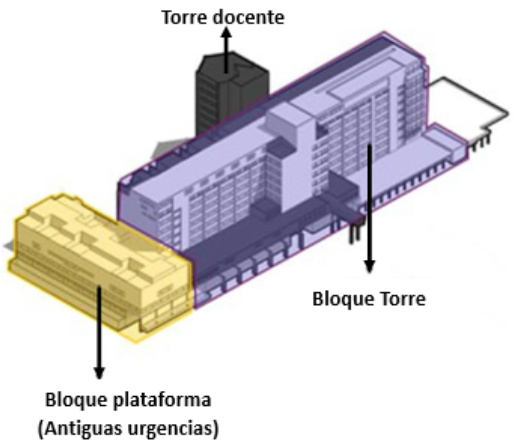 Torre docente
Bloque Torre
Bloque plataforma
(Antiguas urgencias)